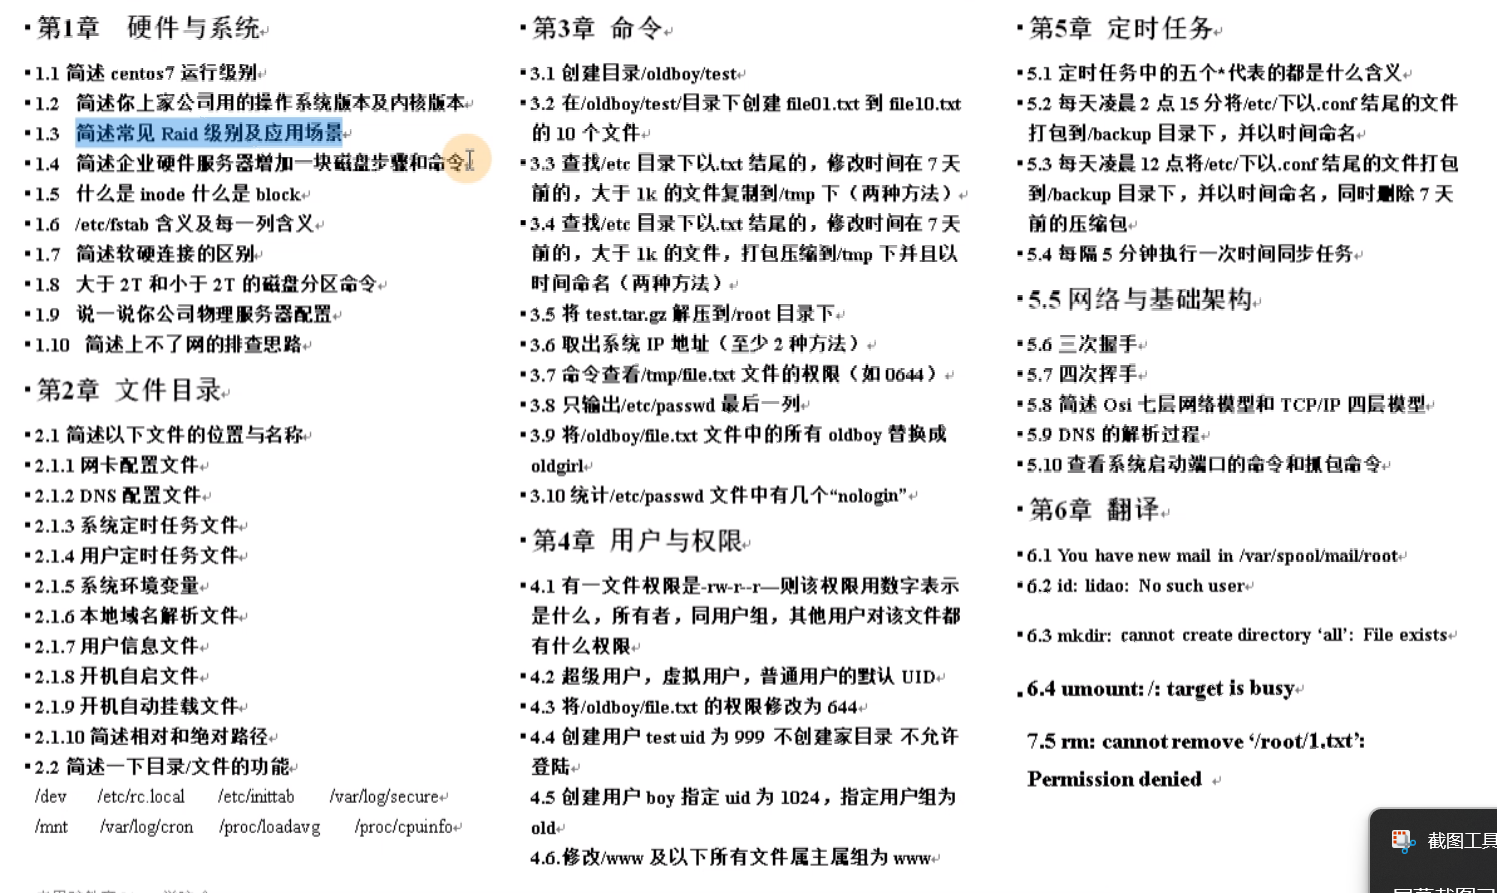 第1章 硬件与系统
1.1 简述 centos7 运行级别
1.2 简述你上家公司用的操作系统版本及内核版本
1.3 简述常见 Raid 级别及应用场景
1.4 简述企业硬件服务器增加一块磁盘步骤和命令
1.5 什么是 inode 什么是 block
1.6 /etc/fstab 含义及每一列含义
1.7 简述软硬连接的区别
1.8 大于 2T 和小于 2T 的磁盘分区命令
1.9 说一说你公司物理服务器配置
1.10 简述上不了网的排查思路
第2章 文件目录
2.1 简述以下文件的位置与名称
2.1.1 网卡配置文件
2.1.2 DNS 配置文件
2.1.3 系统定时任务文件
2.1.4 用户定时任务文件
2.1.5 系统环境变量
2.1.6 本地域名解析文件
2.1.7 用户信息文件
2.1.8 开机自启文件
2.1.9 开机自动挂载文件
2.1.10 简述相对和绝对路径
2.2 简述一下目录/文件的功能
/dev /etc/rc.local /etc/inittab /var/log/secure
/mnt /var/log/cron /proc/loadavg /proc/cpuinfo
第3章 命令
3.1 创建目录/oldboy/test
3.2 在/oldboy/test/目录下创建 file01.txt 到 file10.txt
的 10 个文件
3.3 查找/etc 目录下以.txt 结尾的，修改时间在 7 天
前的，大于 1k 的文件复制到/tmp 下（两种方法）
3.4 查找/etc 目录下以.txt 结尾的，修改时间在 7 天
前的，大于 1k 的文件，打包压缩到/tmp 下并且以
时间命名（两种方法）
3.5 将 test.tar.gz 解压到/root 目录下
3.6 取出系统 IP 地址（至少 2 种方法）
3.7 命令查看/tmp/file.txt 文件的权限（如 0644）
3.8 只输出/etc/passwd 最后一列
3.9 将/oldboy/file.txt 文件中的所有 oldboy 替换成
oldgirl
3.10 统计/etc/passwd 文件中有几个“nologin”
第4章 用户与权限
4.1 有一文件权限是-rw-r--r—则该权限用数字表示
是什么，所有者，同用户组，其他用户对该文件都
有什么权限
4.2 超级用户，虚拟用户，普通用户的默认 UID
4.3 将/oldboy/file.txt 的权限修改为 644
4.4 创建用户 test uid 为 999 不创建家目录 不允许
登陆
4.5 创建用户 boy 指定 uid 为 1024，指定用户组为
old
4.6.修改/www 及以下所有文件属主属组为 www
第5章 定时任务
5.1 定时任务中的五个*代表的都是什么含义
5.2 每天凌晨 2 点 15 分将/etc/下以.conf 结尾的文件
打包到/backup 目录下，并以时间命名
5.3 每天凌晨 12 点将/etc/下以.conf 结尾的文件打包
到/backup 目录下，并以时间命名，同时删除 7 天
前的压缩包
5.4 每隔 5 分钟执行一次时间同步任务
5.5 网络与基础架构
5.6 三次握手
5.7 四次挥手
5.8 简述 Osi 七层网络模型和 TCP/IP 四层模型
5.9 DNS 的解析过程
5.10 查看系统启动端口的命令和抓包命令
第6章 翻译
6.1 You have new mail in /var/spool/mail/root
6.2 id: lidao: No such user
6.3 mkdir: cannot create directory ‘all’: File exists
6.4 umount: /: target is busy
7.5 rm: cannot remove ‘/root/1.txt’:
Permission denied
截图工具